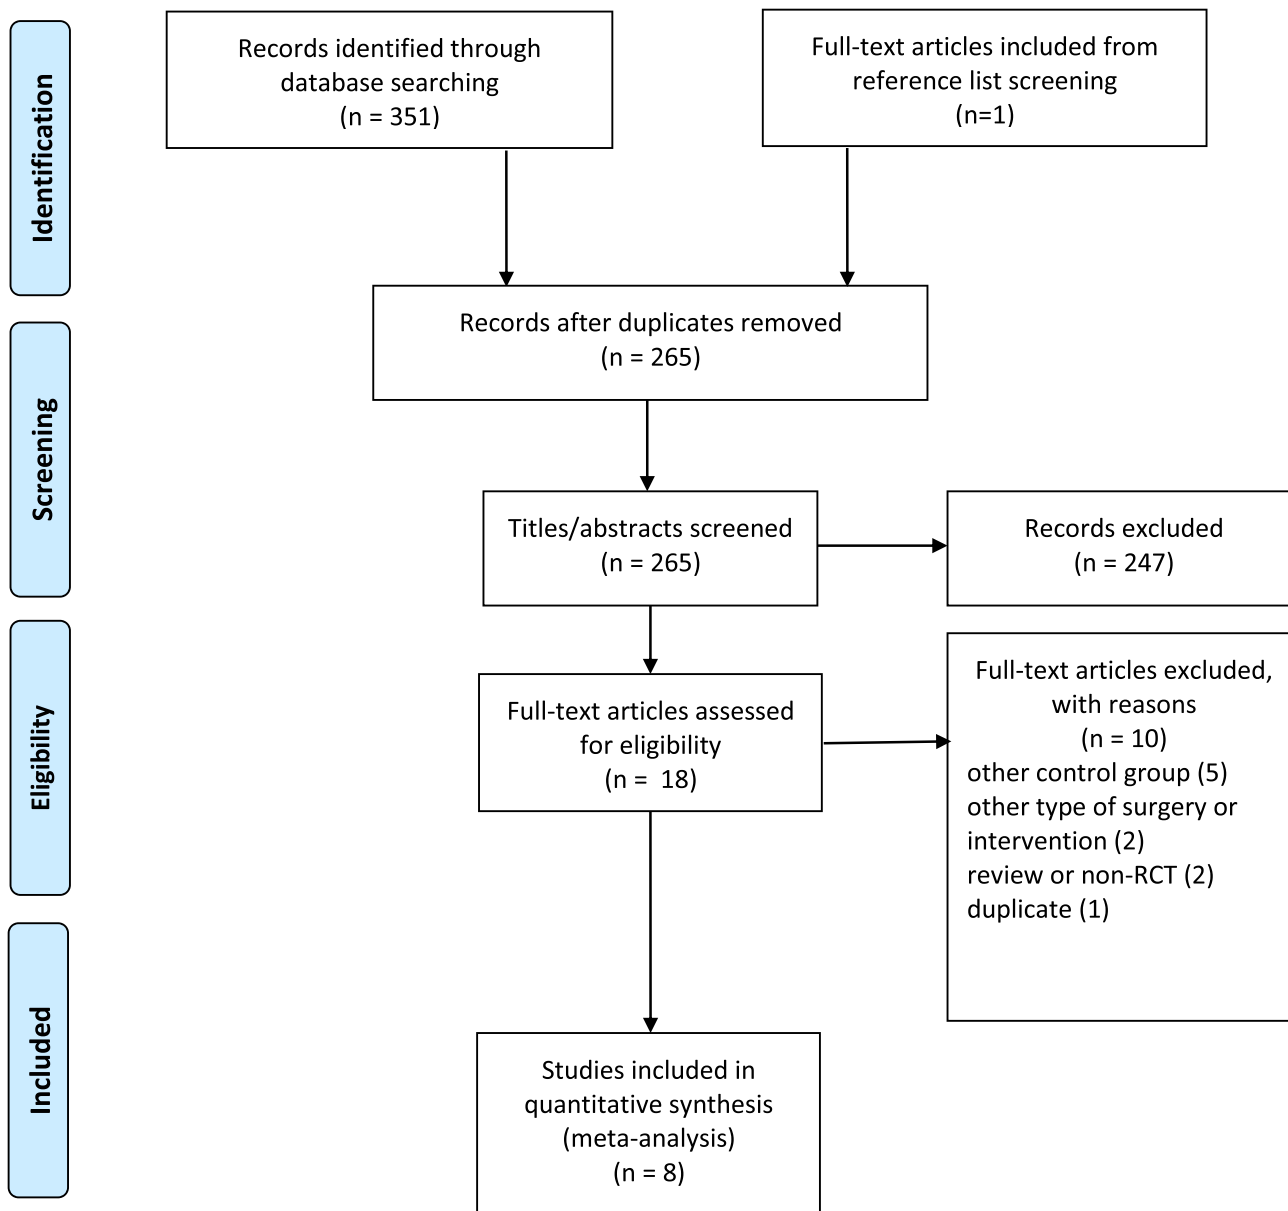 Identification
Records identified through
database searching
(n = 351)
Full-text articles included from
reference list screening
(n=1)
Screening
Records after duplicates removed
(n = 265)
Titles/abstracts screened
(n = 265)
Records excluded
(n = 247)
Eligibility
Full-text articles assessed
for eligibility
(n =  18)
Full-text articles excluded,
with reasons
(n = 10)
other control group (5)
other type of surgery or
intervention (2)
review or non-RCT (2)
duplicate (1)
Included
Studies included in
quantitative synthesis
(meta-analysis)
(n = 8)